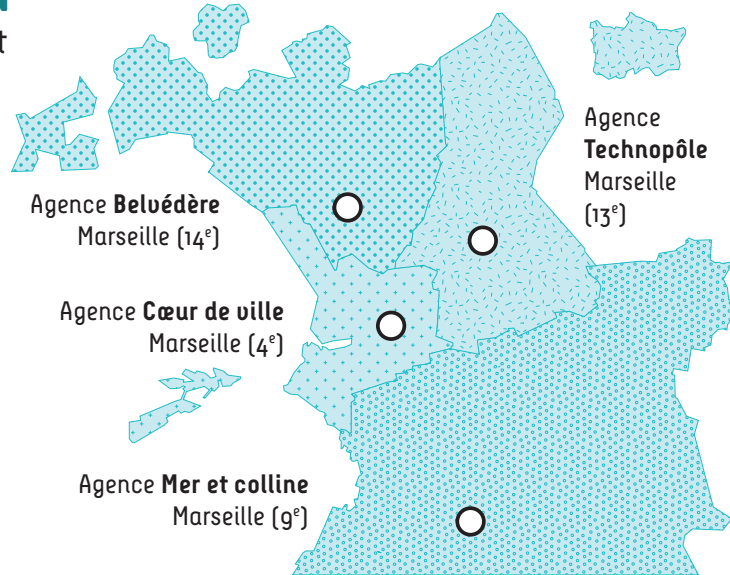 t
Agence
Technopôle
Marseille
(13ᵉ)
Agence Belvédère
Marseille (14ᵉ)
Agence Cœur de ville
Marseille (4ᵉ)
Agence Mer et colline
Marseille (9ᵉ)